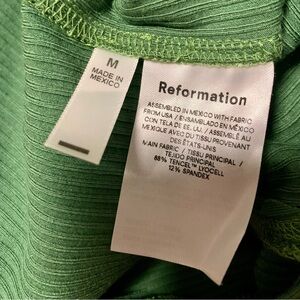 M
MADE IN
MEXICO
Reformation
ASSEMBLED IN MEXICO WITH FABRIC
FROM USA / ENSAMBLADO EN MÉXICO
CON TELA DE EE. UU. / ASSEMBLÉ AU
MEXIQUE AVEC DU TISSU PROVENANT
DES ÉTATS-UNIS
MAIN FABRIC / TISSU PRINCIPAL /
TEJIDO PRINCIPAL
88% TENCEL™ LYOCELL
12% SPANDEX